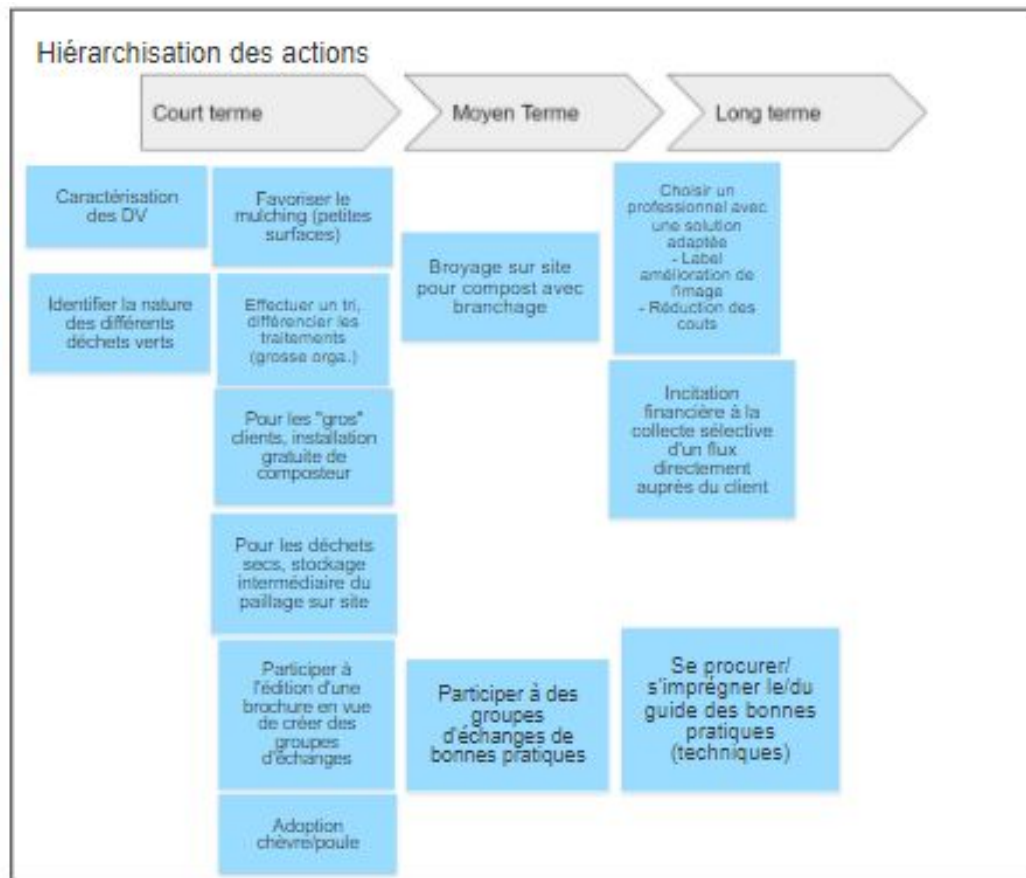 Hiérarchisation des actions
Court terme
Moyen Terme
Long terme
Caractérisation
des DV
Identifier la nature
des différents
déchets verts
Favoriser le
mulching (petites
surfaces)
Effectuer un tri,
différencier les
traitements
(grosse orga.)
Pour les "gros"
clients, installation
gratuite de
composteur
Pour les déchets
secs, stockage
intermédiaire du
paillage sur site
Participer à
l'édition d'une
brochure en vue
de créer des
groupes
d'échanges
Adoption
chèvre/poule
Broyage sur site
pour compost avec
branchage
Participer à des
groupes
d'échanges de
bonnes pratiques
Choisir un
professionnel avec
une solution
adaptée
- Label
amélioration de
l'image
- Réduction des
couts
Incitation
financière à la
collecte sélective
d'un flux
directement
auprès du client
Se procurer/
s'imprégner le/du
guide des bonnes
pratiques
(techniques)